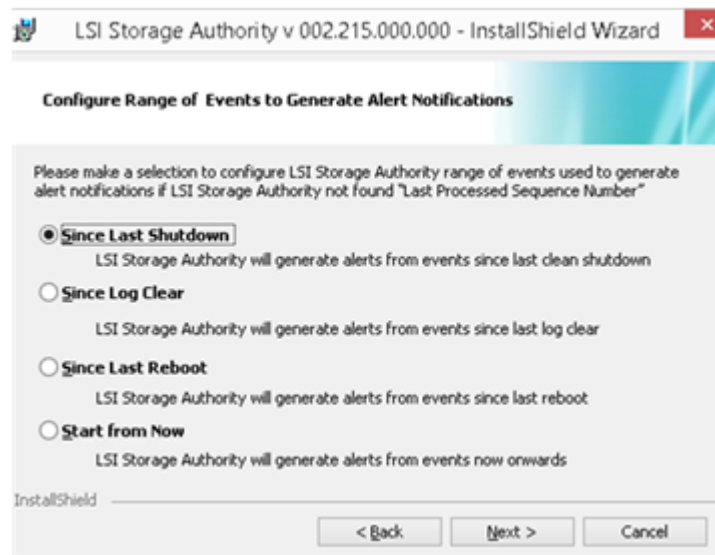 LSI Storage Authority v 002.215.000.000 - InstallShield Wizard
Configure Range of Events to Generate Alert Notifications
Please make a selection to configure LSI Storage Authority range of events used to generate
alert notifications if LSI Storage Authority not found "Last Processed Sequence Number"
Since Last Shutdown
LSI Storage Authority will generate alerts from events since last clean shutdown
Since Log Clear
LSI Storage Authority will generate alerts from events since last log clear
Since Last Reboot
LSI Storage Authority will generate alerts from events since last reboot
Start from Now
LSI Storage Authority will generate alerts from events now onwards
InstallShield
< Back Next > Cancel